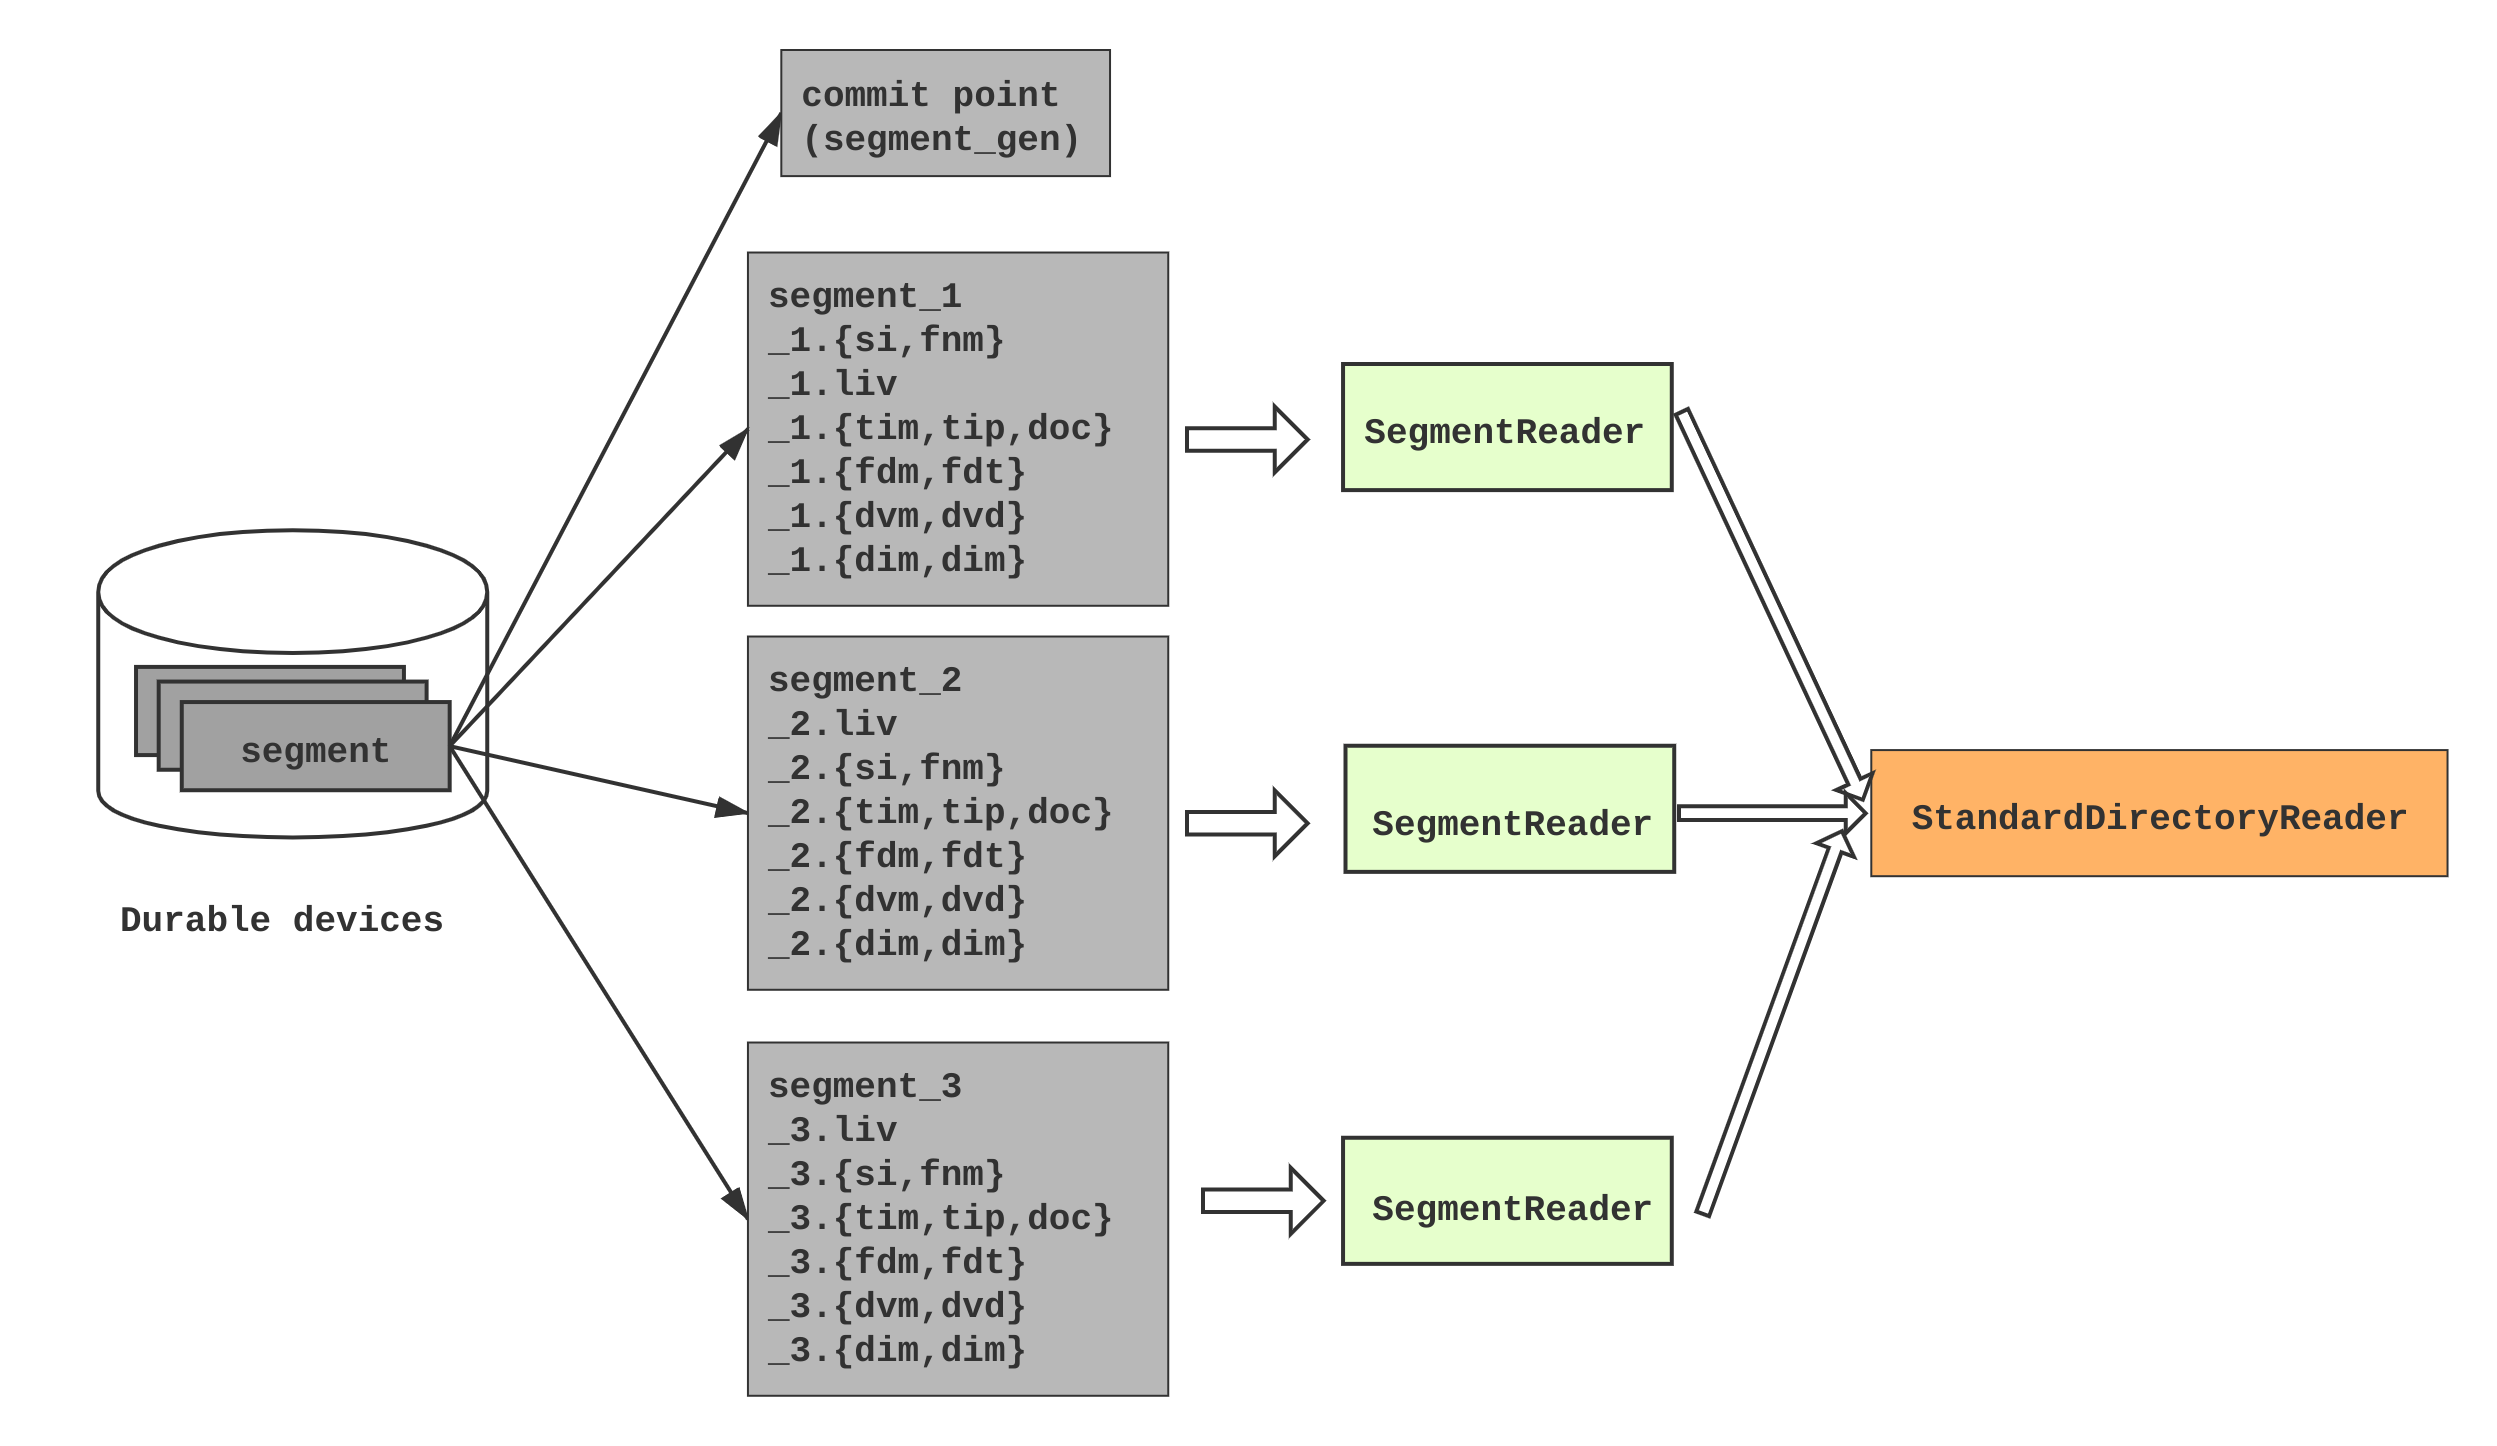 commit point
(segment_gen)
segment_1
_1.{si,fnm}
_1.liv
_1.{tim,tip,doc}
_1.{fdm,fdt}
_1.{dvm,dvd}
_1.{dim,dim}
SegmentReader
segment
Durable devices
segment_2
_2.liv
_2.{si,fnm}
_2.{tim,tip,doc}
_2.{fdm,fdt}
_2.{dvm,dvd}
_2.{dim,dim}
SegmentReader
StandardDirectoryReader
segment_3
_3.liv
_3.{si,fnm}
_3.{tim,tip,doc}
_3.{fdm,fdt}
_3.{dvm,dvd}
_3.{dim,dim}
SegmentReader